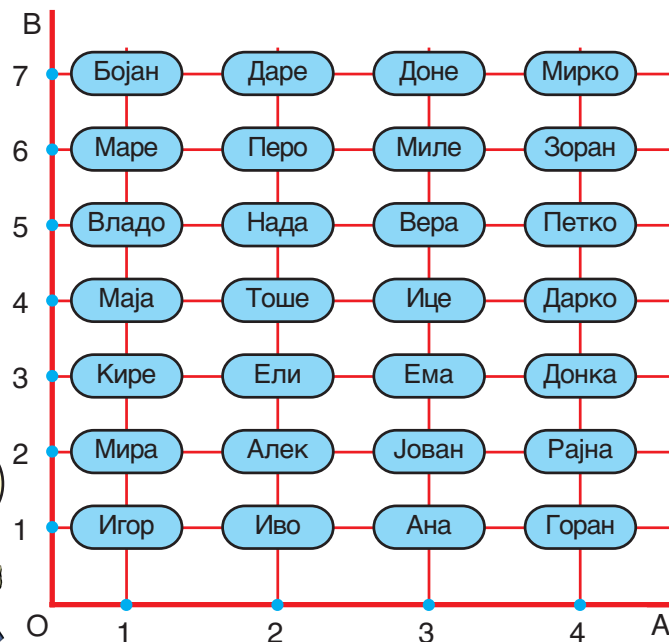 B
7 Бојан Даре Доне Мирко
6 Маре Перо Миле Зоран
5 Владо Нада Вера Петко
4 Маја Тоше Ице Дарко
3 Кире Ели Ема Донка
2 Мира Алек Јован Рајна
1 Игор Иво Ана Горан
O 1 2 3 4 A